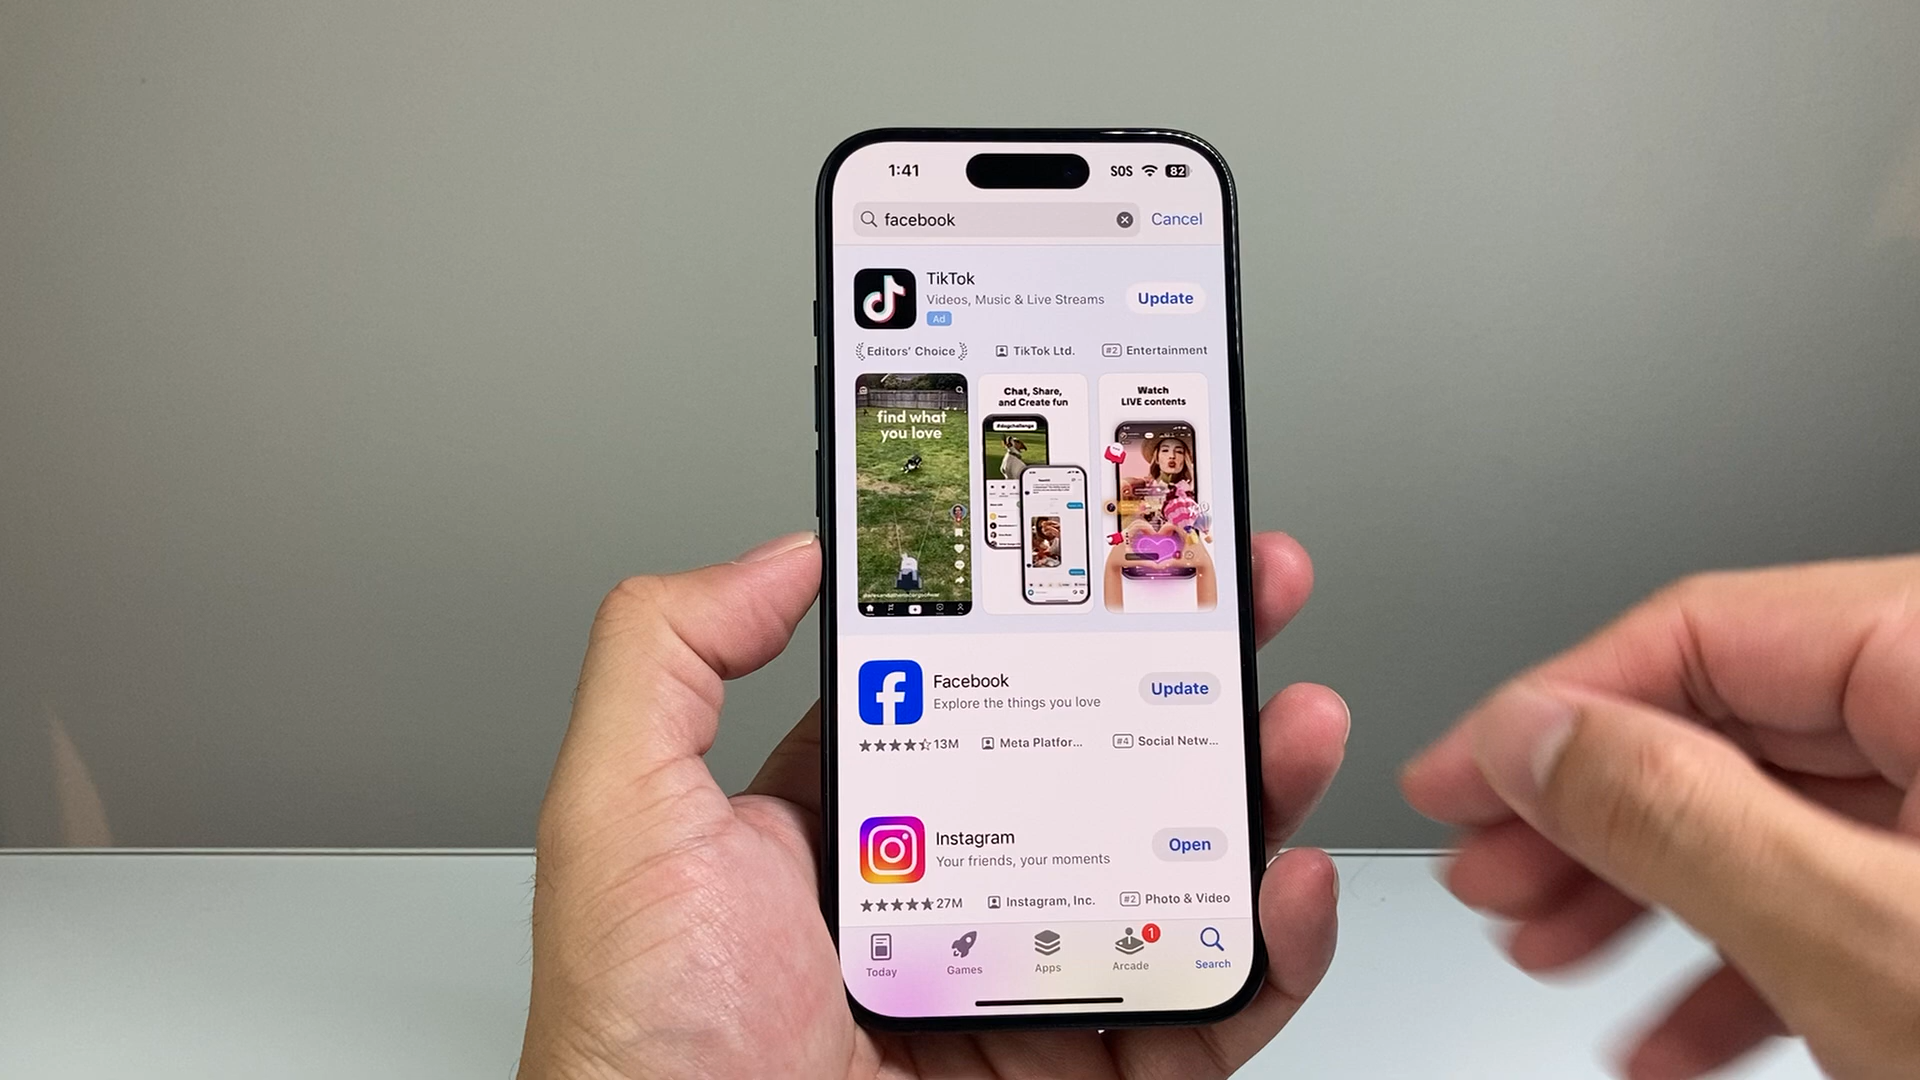 1:41 SOS 82
facebook Cancel
TikTok
Videos, Music & Live Streams
Ad
Update
Editors' Choice TikTok Ltd. #2 Entertainment
find what
you love
Chat, Share,
and Create fun
#dogchallenge
Watch
LIVE contents
Facebook
Explore the things you love
Update
13M Meta Platfor... #4 Social Netw...
Instagram
Your friends, your moments
Open
27M Instagram, Inc. #2 Photo & Video
Today Games Apps Arcade 1 Search